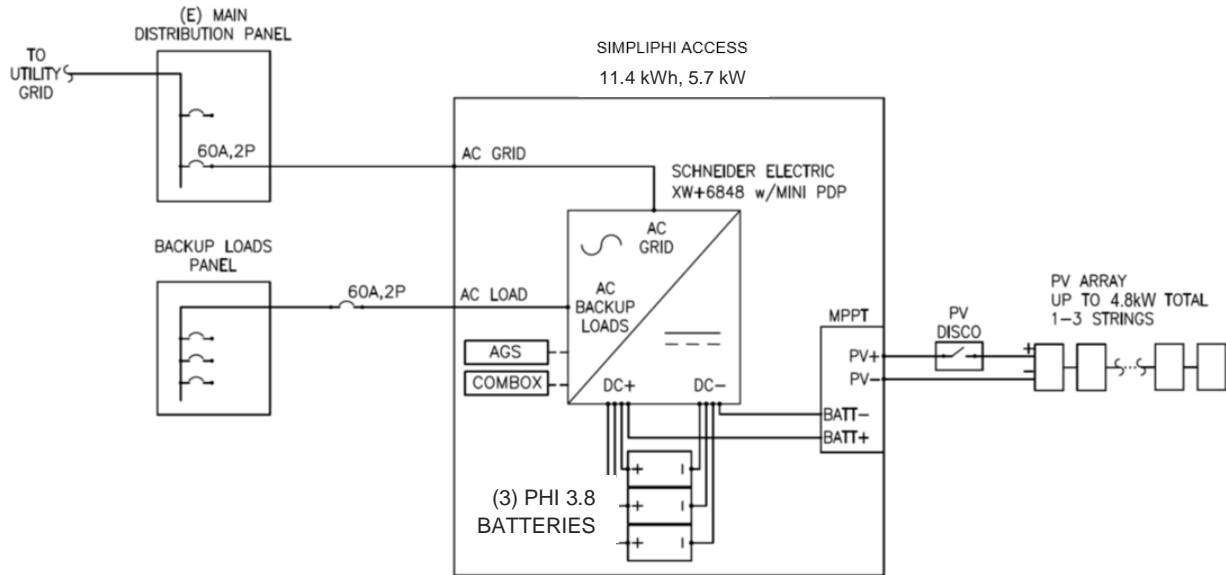 (E) MAIN
DISTRIBUTION PANEL
TO
UTILITY
GRID
60A,2P
SIMPLIPHI ACCESS
11.4 kWh, 5.7 kW
AC GRID
SCHNEIDER ELECTRIC
XW+6848 w/MINI PDP
AC
GRID
BACKUP LOADS
PANEL
60A,2P
AC LOAD
AC
BACKUP
LOADS
AGS
COMBOX
DC+
DC−
MPPT
PV+
PV−
BATT−
BATT+
PV
DISCO
PV ARRAY
UP TO 4.8kW TOTAL
1−3 STRINGS
+
−
(3) PHI 3.8
BATTERIES
+ −
+ −
+ −